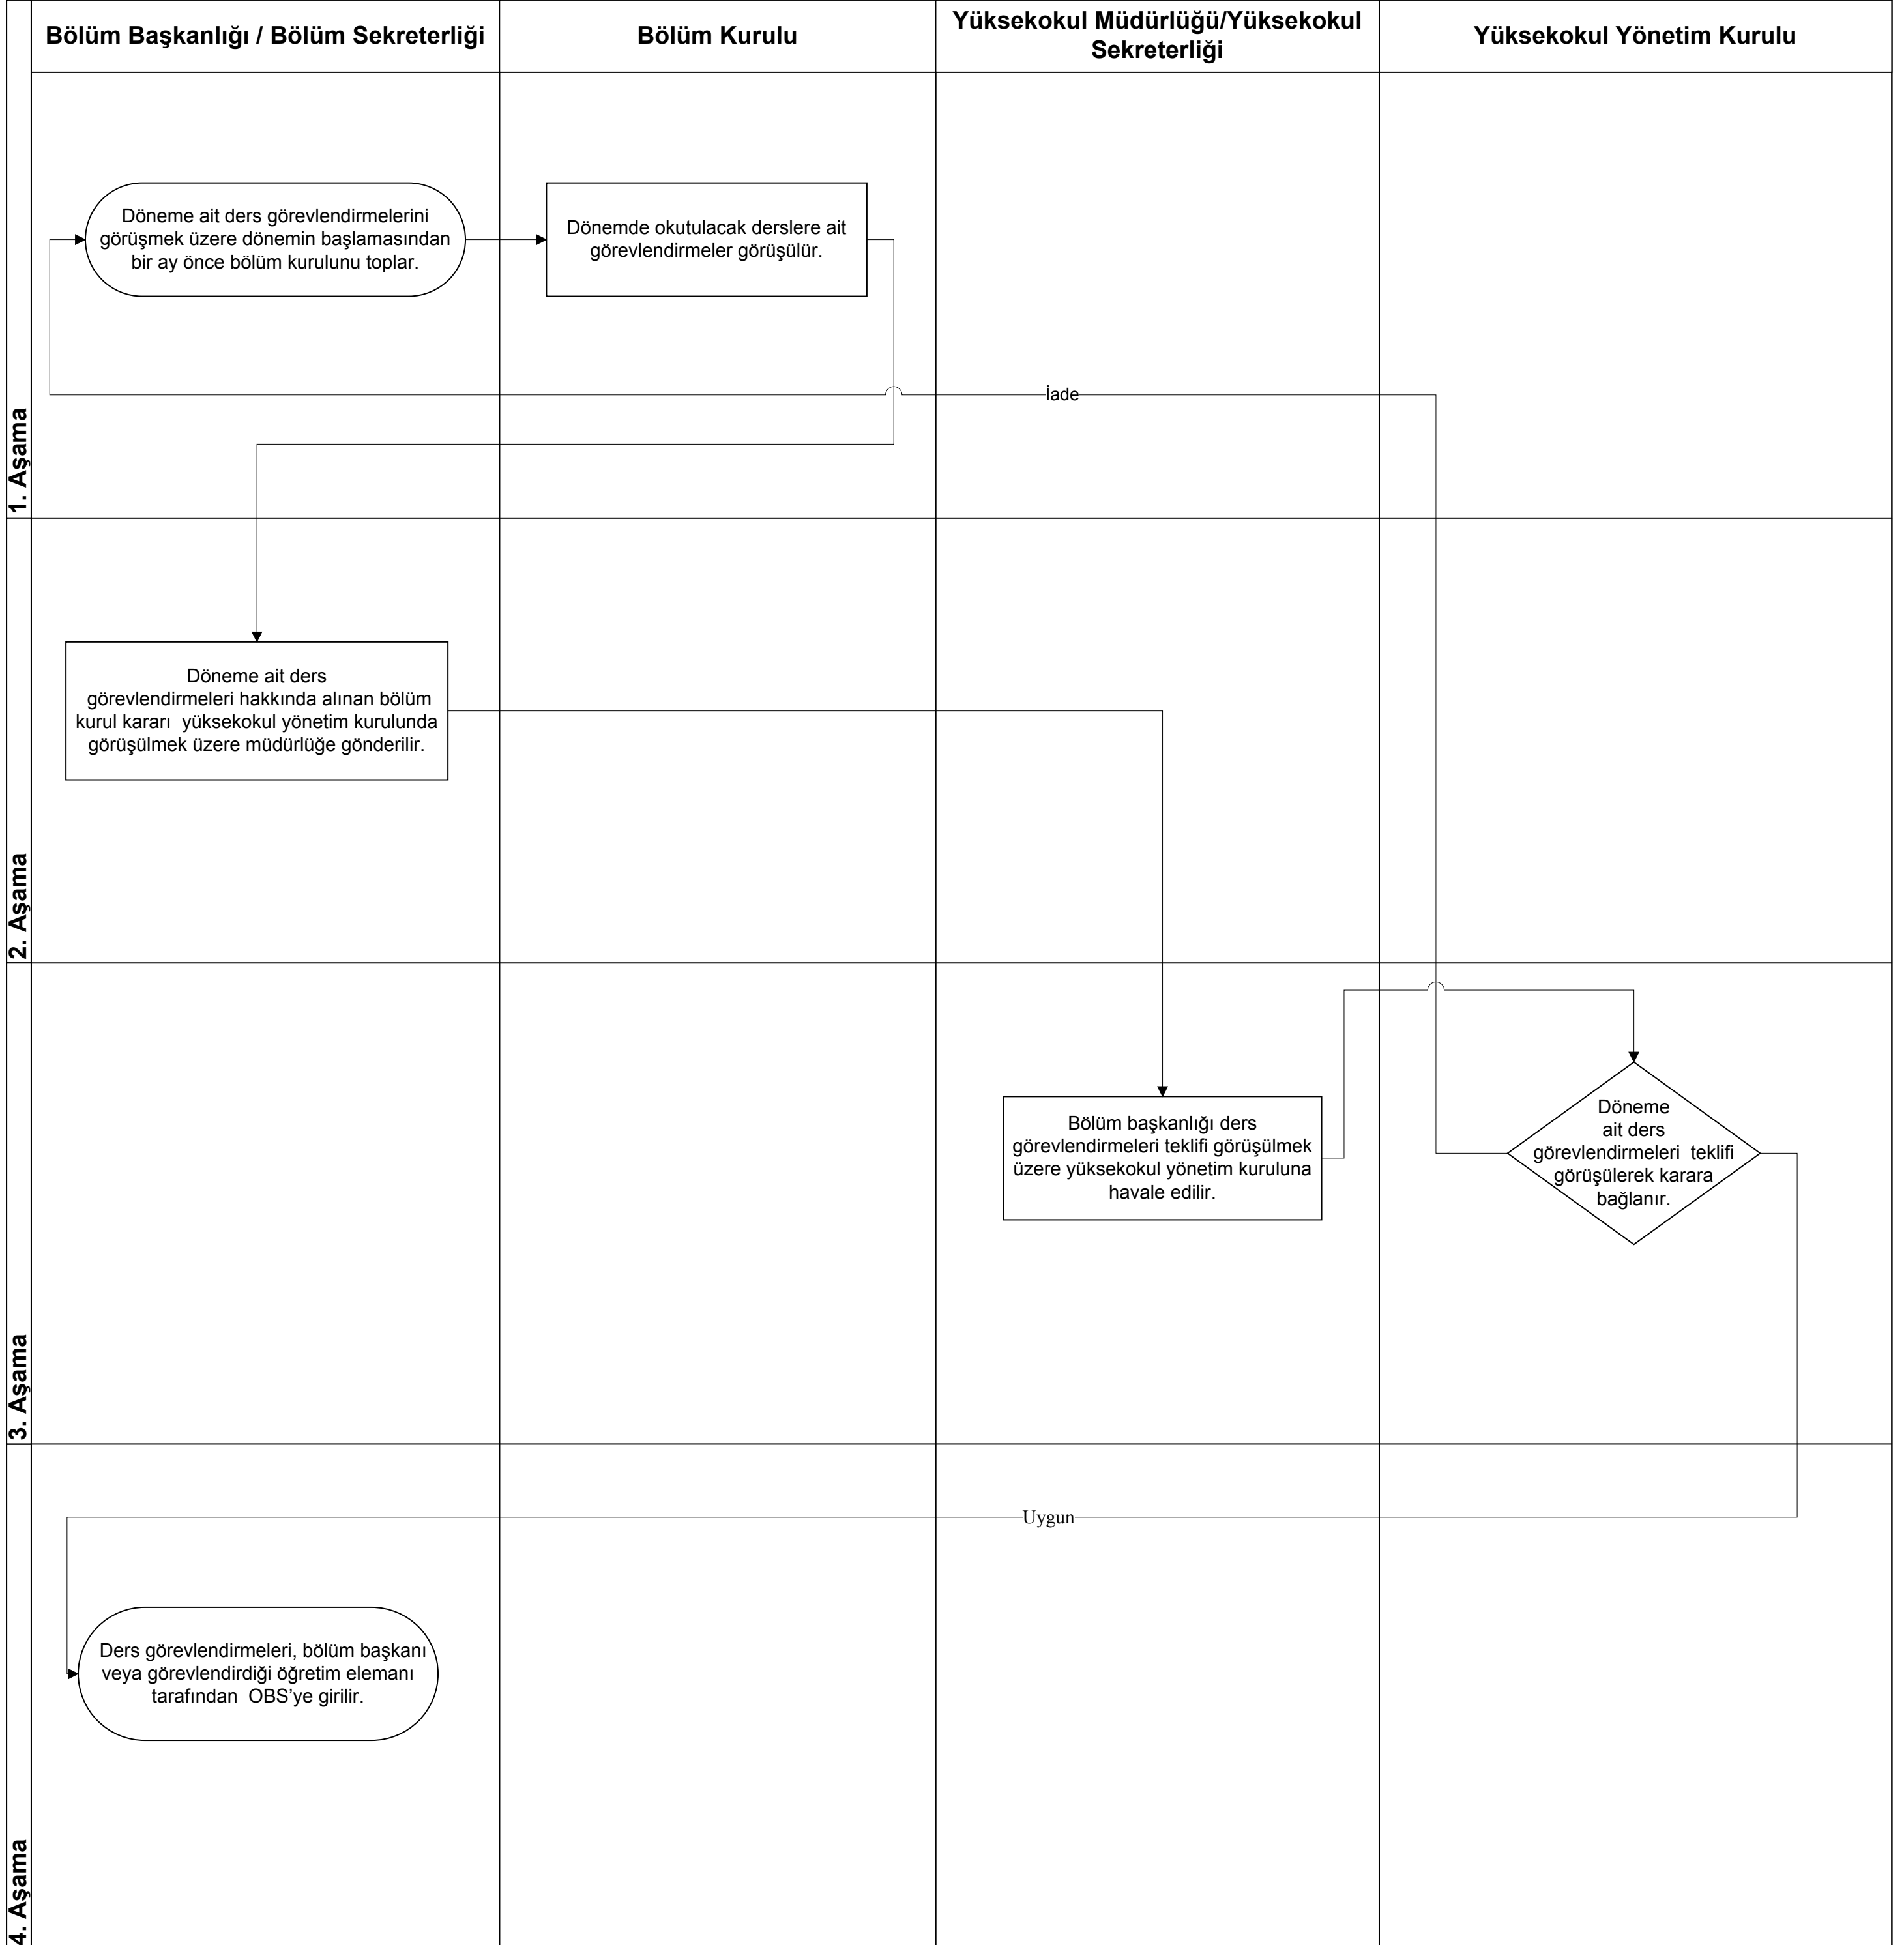 Bölüm Başkanlığı / Bölüm Sekreterliği
Bölüm Kurulu
Yüksekokul Müdürlüğü/Yüksekokul
Sekreterliği
Yüksekokul Yönetim Kurulu
1. Aşama
Döneme ait ders görevlendirmelerini
görüşmek üzere dönemin başlamasından
bir ay önce bölüm kurulunu toplar.
Dönemde okutulacak derslere ait
görevlendirmeler görüşülür.
İade
2. Aşama
Döneme ait ders
görevlendirmeleri hakkında alınan bölüm
kurul kararı  yüksekokul yönetim kurulunda
görüşülmek üzere müdürlüğe gönderilir.
3. Aşama
Bölüm başkanlığı ders
görevlendirmeleri teklifi görüşülmek
üzere yüksekokul yönetim kuruluna
havale edilir.
Döneme
ait ders
görevlendirmeleri  teklifi
görüşülerek karara
bağlanır.
4. Aşama
Uygun
Ders görevlendirmeleri, bölüm başkanı
veya görevlendirdiği öğretim elemanı
tarafından  OBS’ye girilir.